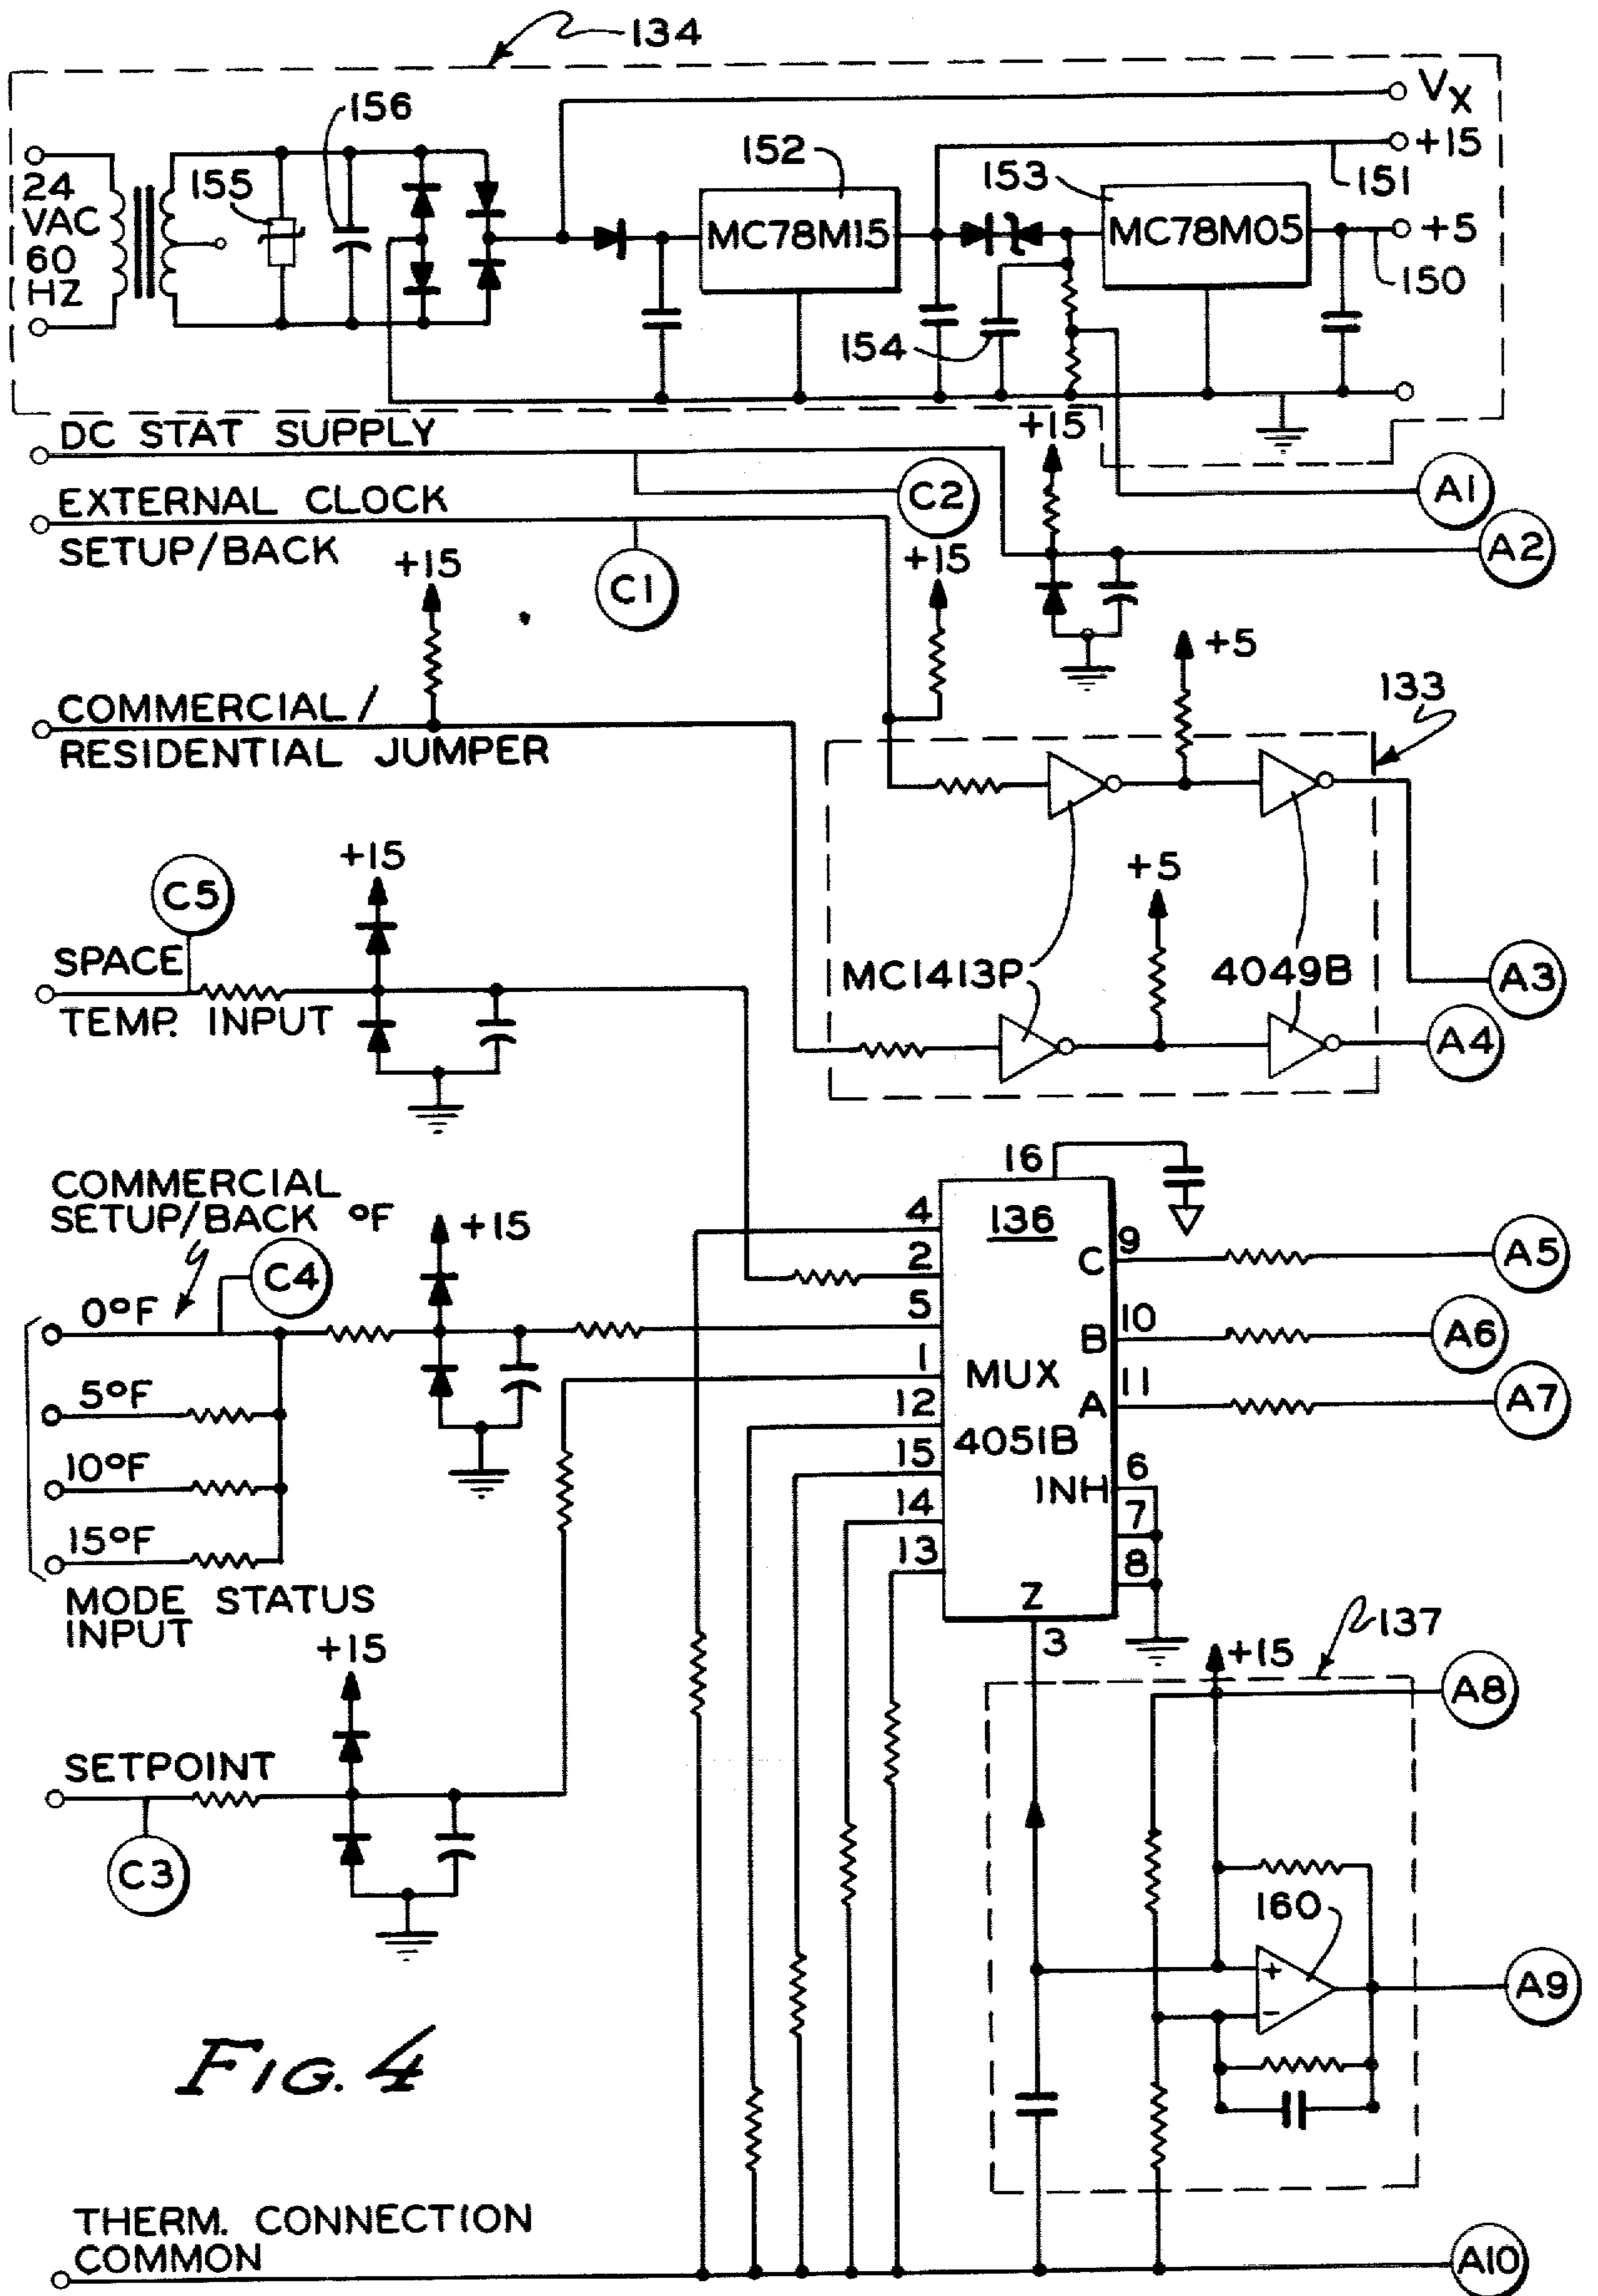 134
VX
156
+15
152
24
VAC
60
HZ
155
153
151
MC78M15
MC78M05
+5
150
154
DC STAT SUPPLY
+15
C2
A1
EXTERNAL CLOCK
SETUP/BACK
A2
+15
C1
+15
+5
133
COMMERCIAL/
RESIDENTIAL JUMPER
+15
+5
C5
SPACE
TEMP. INPUT
MC1413P
4049B
A3
A4
COMMERCIAL
SETUP/BACK °F
16
+15
4
136
9
C4
2
C
A5
0°F
5
10
B
A6
1
MUX
11
5°F
12
A
A7
4051B
10°F
15
6
INH
14
7
15°F
13
8
MODE STATUS
INPUT
Z
3
137
+15
+15
A8
SETPOINT
C3
160
+
-
A9
FIG. 4
THERM. CONNECTION
COMMON
A10